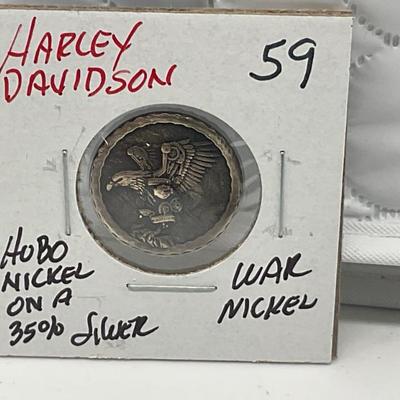 HARLEY
DAVIDSON
59
HOBO
NICKEL
ON A
35% SILVER
WAR
NICKEL